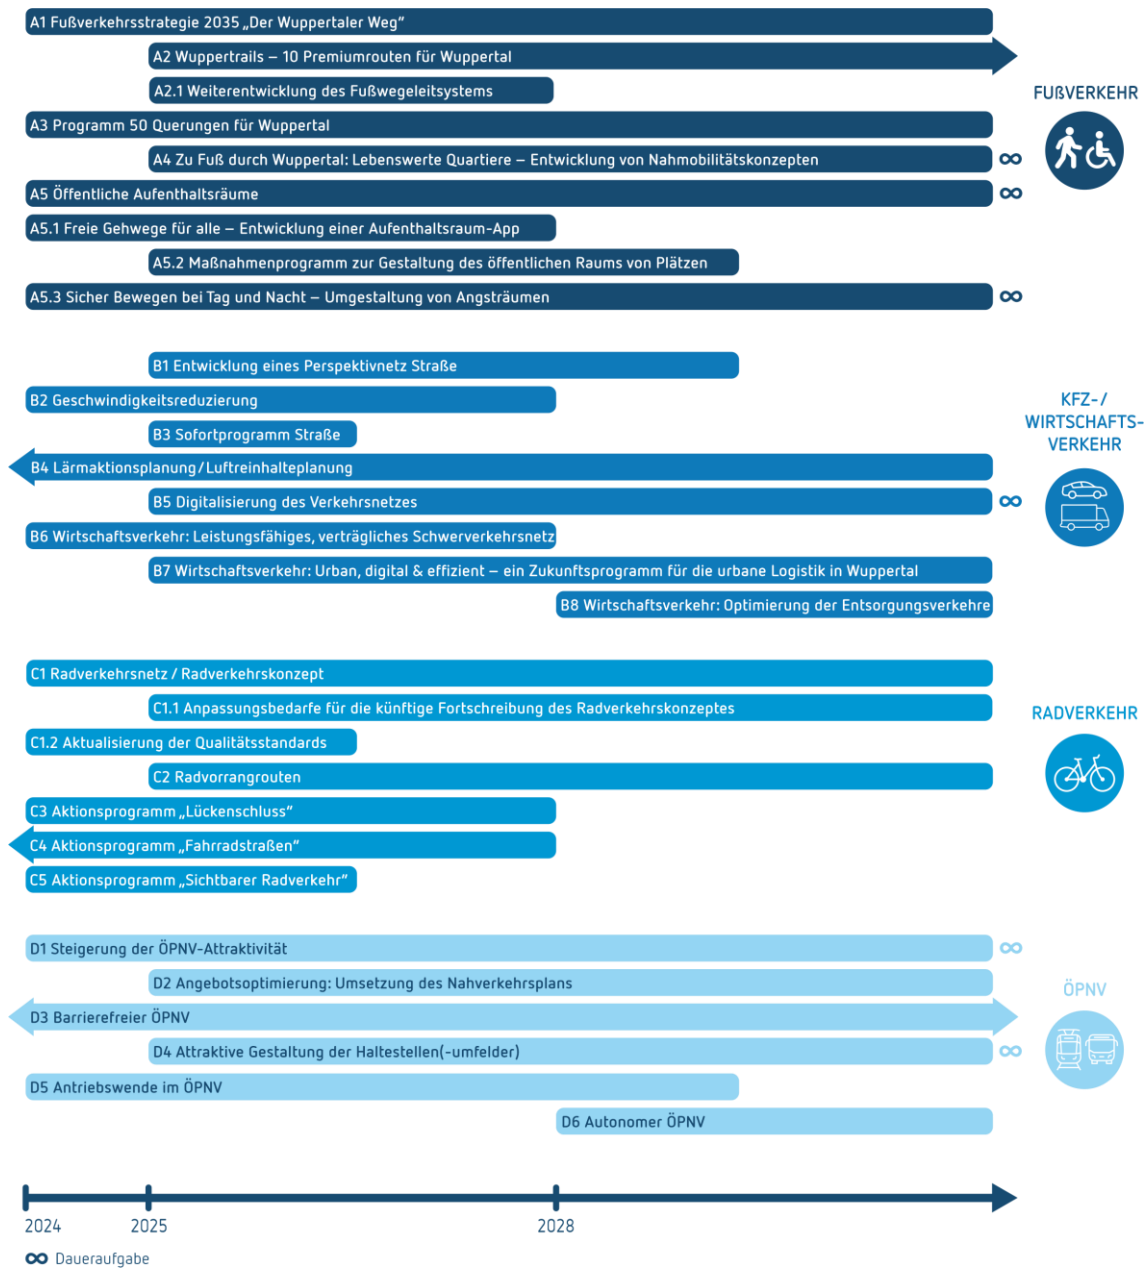 A1 Fußverkehrsstrategie 2035 „Der Wuppertaler Weg“
A2 Wuppertrails – 10 Premiumrouten für Wuppertal
A2.1 Weiterentwicklung des Fußwegeleitsystems
A3 Programm 50 Querungen für Wuppertal
A4 Zu Fuß durch Wuppertal: Lebenswerte Quartiere – Entwicklung von Nahmobilitätskonzepten ∞
A5 Öffentliche Aufenthaltsräume ∞
A5.1 Freie Gehwege für alle – Entwicklung einer Aufenthaltsraum-App
A5.2 Maßnahmenprogramm zur Gestaltung des öffentlichen Raums von Plätzen
A5.3 Sicher Bewegen bei Tag und Nacht – Umgestaltung von Angsträumen ∞
FUßVERKEHR
B1 Entwicklung eines Perspektivnetz Straße
B2 Geschwindigkeitsreduzierung
B3 Sofortprogramm Straße
B4 Lärmaktionsplanung/Luftreinhalteplanung
B5 Digitalisierung des Verkehrsnetzes ∞
B6 Wirtschaftsverkehr: Leistungsfähiges, verträgliches Schwerverkehrsnetz
B7 Wirtschaftsverkehr: Urban, digital & effizient – ein Zukunftsprogramm für die urbane Logistik in Wuppertal
B8 Wirtschaftsverkehr: Optimierung der Entsorgungsverkehre
KFZ-/
WIRTSCHAFTS-
VERKEHR
C1 Radverkehrsnetz / Radverkehrskonzept
C1.1 Anpassungsbedarfe für die künftige Fortschreibung des Radverkehrskonzeptes
C1.2 Aktualisierung der Qualitätsstandards
C2 Radvorrangrouten
C3 Aktionsprogramm „Lückenschluss“
C4 Aktionsprogramm „Fahrradstraßen“
C5 Aktionsprogramm „Sichtbarer Radverkehr“
RADVERKEHR
D1 Steigerung der ÖPNV-Attraktivität ∞
D2 Angebotsoptimierung: Umsetzung des Nahverkehrsplans
D3 Barrierefreier ÖPNV
D4 Attraktive Gestaltung der Haltestellen(-umfelder) ∞
D5 Antriebswende im ÖPNV
D6 Autonomer ÖPNV
ÖPNV
2024 2025 2028
∞ Daueraufgabe